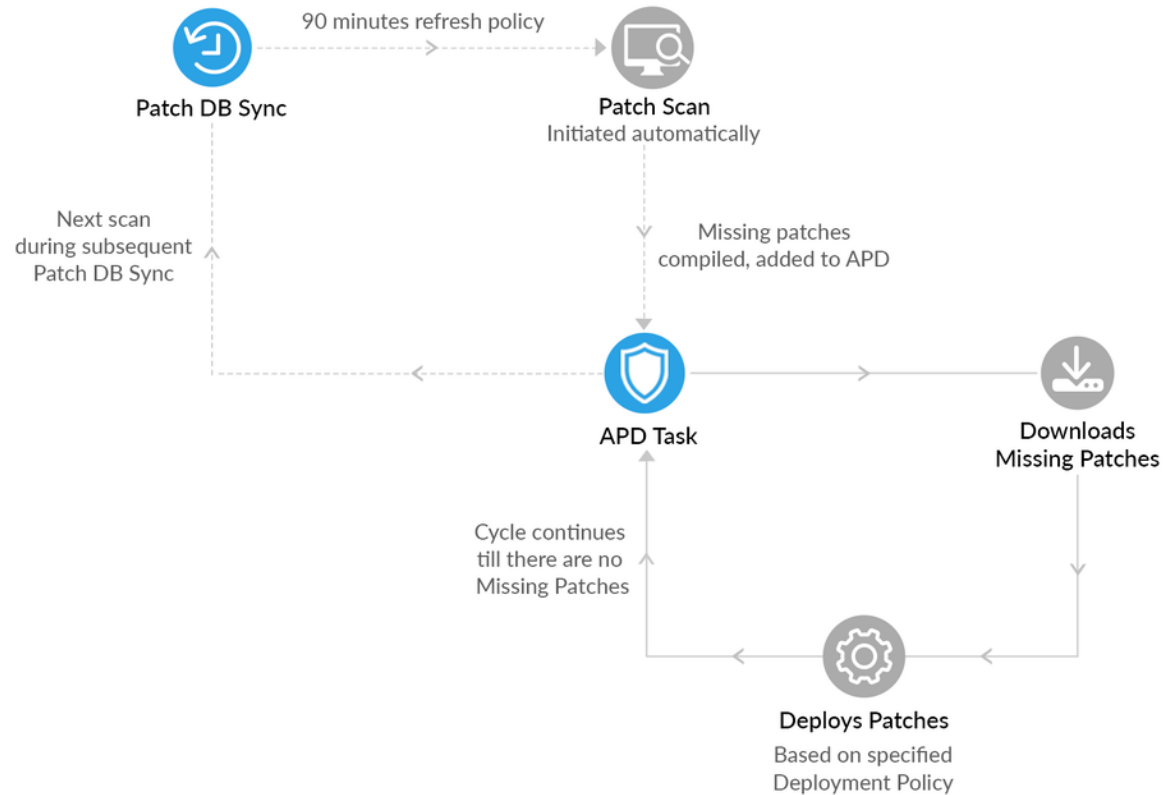 90 minutes refresh policy
Patch DB Sync
Patch Scan
Initiated automatically
Next scan
during subsequent
Patch DB Sync
Missing patches
compiled, added to APD
APD Task
Downloads
Missing Patches
Cycle continues
till there are no
Missing Patches
Deploys Patches
Based on specified
Deployment Policy